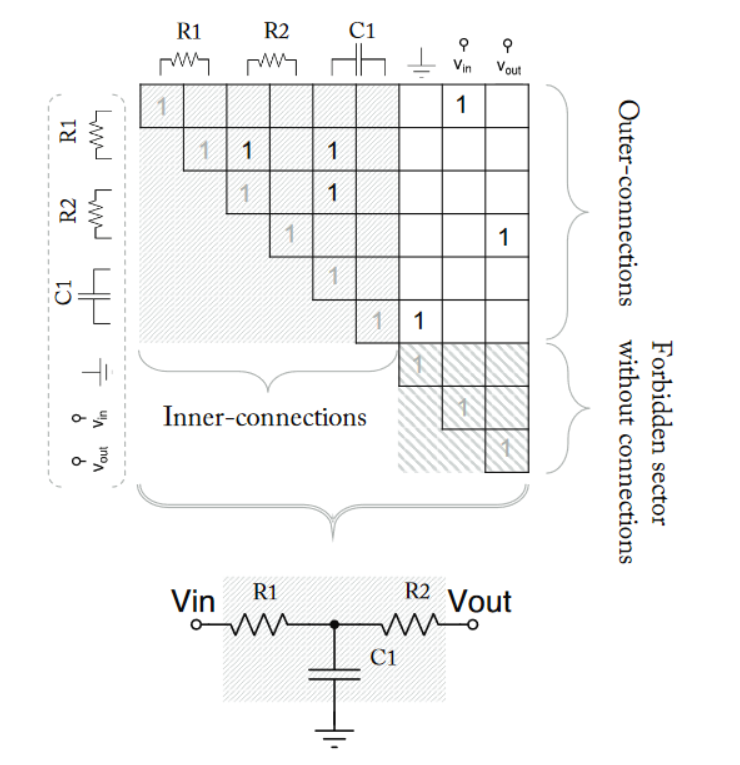 R1 R2 C1
Vin Vout
1 1
1 1 1
1 1
1 1
1
1 1
1
1
1
R1
R2
C1
Vin
Vout
Outer-connections
Forbidden sector
without connections
Inner-connections
Vin R1 R2 Vout
C1